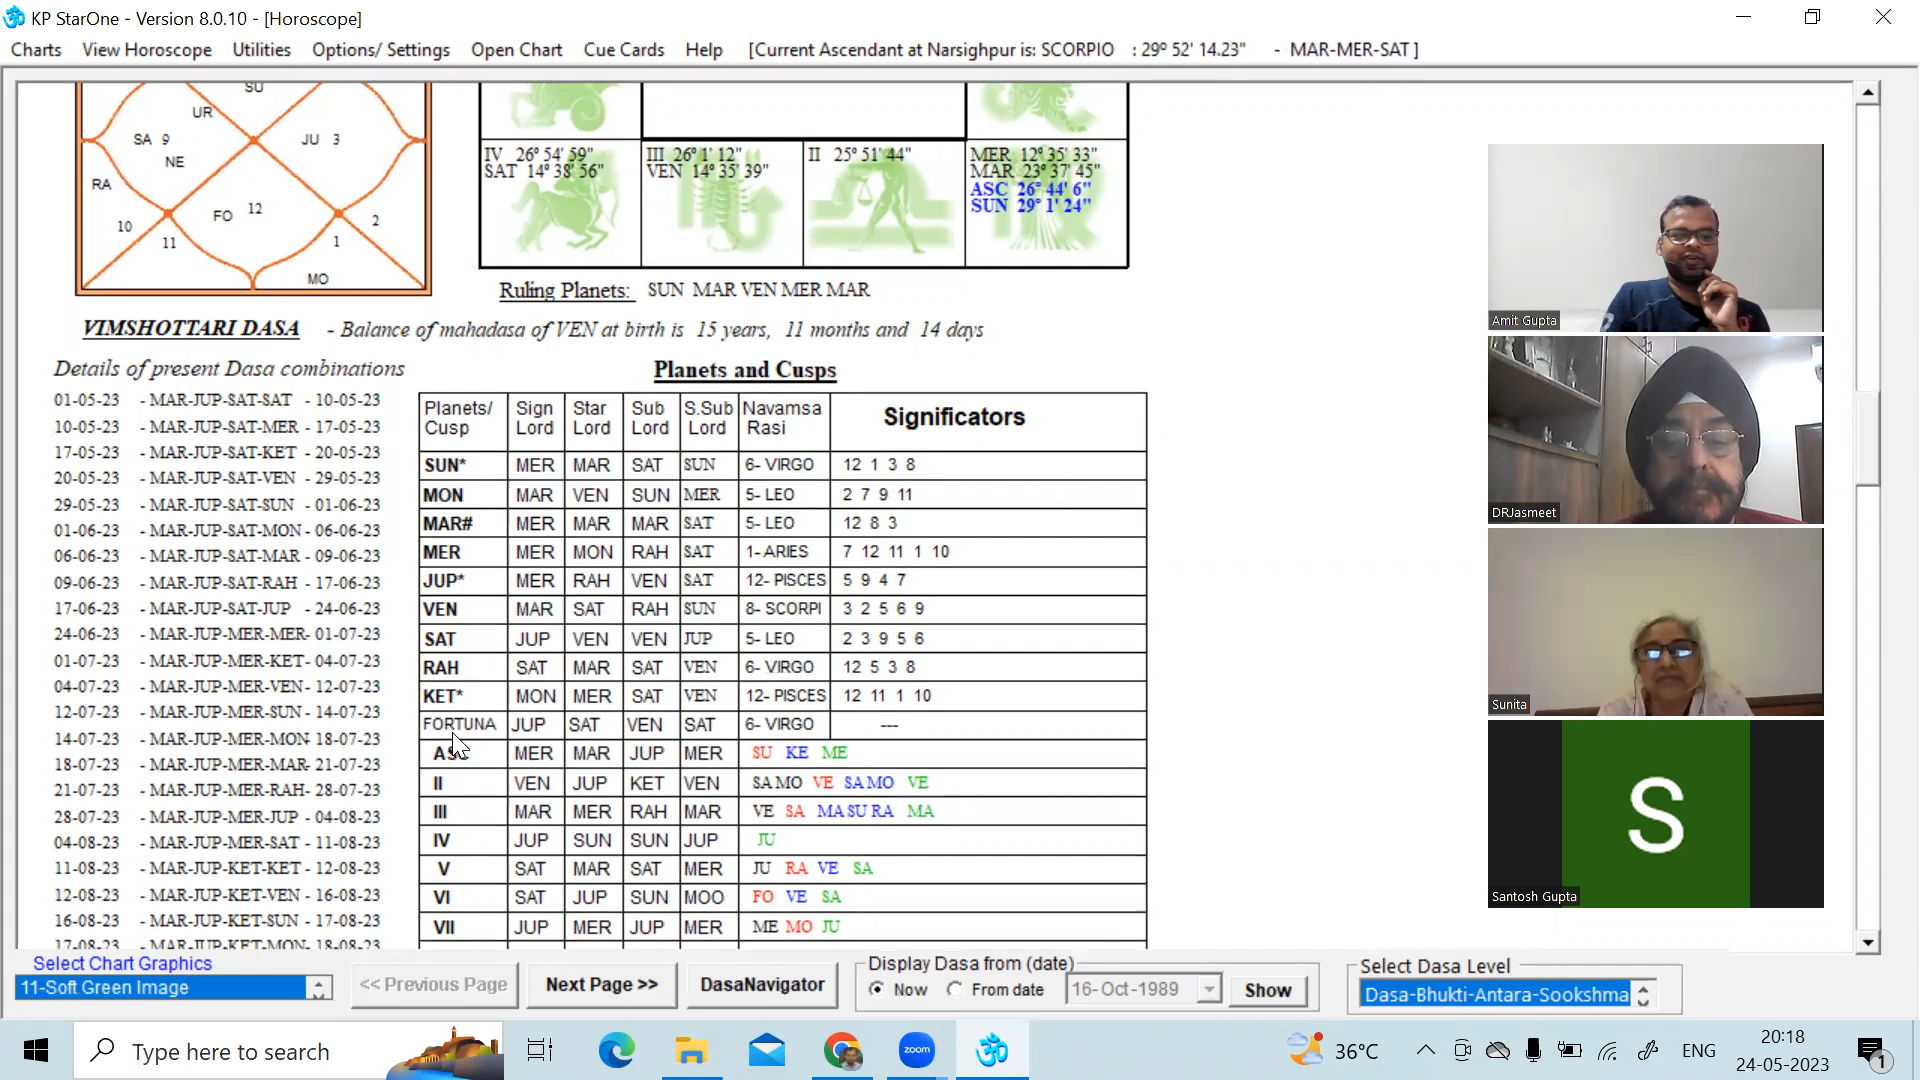 KP StarOne - Version 8.0.10 - [Horoscope]
Charts View Horoscope Utilities Options/ Settings Open Chart Cue Cards Help [Current Ascendant at Narsighpur is: SCORPIO : 29º 52' 14.23" - MAR-MER-SAT ]
SU
UR
SA 9
JU 3
NE
RA
FO 12
10
11
2
1
MO
IV 26º 54' 59"
SAT 14º 38' 56"
III 26º 1' 12"
VEN 14º 35' 39"
II 25º 51' 44"
MER 12º 35' 33"
MAR 23º 37' 45"
ASC 26º 44' 6"
SUN 29º 1' 24"
Ruling Planets: SUN MAR VEN MER MAR
VIMSHOTTARI DASA - Balance of mahadasa of VEN at birth is 15 years, 11 months and 14 days
Details of present Dasa combinations
01-05-23 - MAR-JUP-SAT-SAT - 10-05-23
10-05-23 - MAR-JUP-SAT-MER - 17-05-23
17-05-23 - MAR-JUP-SAT-KET - 20-05-23
20-05-23 - MAR-JUP-SAT-VEN - 29-05-23
29-05-23 - MAR-JUP-SAT-SUN - 01-06-23
01-06-23 - MAR-JUP-SAT-MON - 06-06-23
06-06-23 - MAR-JUP-SAT-MAR - 09-06-23
09-06-23 - MAR-JUP-SAT-RAH - 17-06-23
17-06-23 - MAR-JUP-SAT-JUP - 24-06-23
24-06-23 - MAR-JUP-MER-MER- 01-07-23
01-07-23 - MAR-JUP-MER-KET- 04-07-23
04-07-23 - MAR-JUP-MER-VEN- 12-07-23
12-07-23 - MAR-JUP-MER-SUN - 14-07-23
14-07-23 - MAR-JUP-MER-MON- 18-07-23
18-07-23 - MAR-JUP-MER-MAR- 21-07-23
21-07-23 - MAR-JUP-MER-RAH- 28-07-23
28-07-23 - MAR-JUP-MER-JUP - 04-08-23
04-08-23 - MAR-JUP-MER-SAT - 11-08-23
11-08-23 - MAR-JUP-KET-KET - 12-08-23
12-08-23 - MAR-JUP-KET-VEN - 16-08-23
16-08-23 - MAR-JUP-KET-SUN - 17-08-23
17-08-23 - MAR-JUP-KET-MON- 18-08-23
Planets and Cusps
Planets/ Cusp Sign Lord Star Lord Sub Lord S.Sub Lord Navamsa Rasi Significators
SUN* MER MAR SAT SUN 6- VIRGO 12 1 3 8
MON MAR VEN SUN MER 5- LEO 2 7 9 11
MAR# MER MAR MAR SAT 5- LEO 12 8 3
MER MER MON RAH SAT 1- ARIES 7 12 11 1 10
JUP* MER RAH VEN SAT 12- PISCES 5 9 4 7
VEN MAR SAT RAH SUN 8- SCORPI 3 2 5 6 9
SAT JUP VEN VEN JUP 5- LEO 2 3 9 5 6
RAH SAT MAR SAT VEN 6- VIRGO 12 5 3 8
KET* MON MER SAT VEN 12- PISCES 12 11 1 10
FORTUNA JUP SAT VEN SAT 6- VIRGO ---
MER MAR JUP MER SU KE ME
II VEN JUP KET VEN SA MO VE SA MO VE
III MAR MER RAH MAR VE SA MA SU RA MA
IV JUP SUN SUN JUP JU
V SAT MAR SAT MER JU RA VE SA
VI SAT JUP SUN MOO FO VE SA
VII JUP MER JUP MER ME MO JU
Amit Gupta
DRJasmeet
Sunita
S
Santosh Gupta
Select Chart Graphics
11-Soft Green Image
<< Previous Page
Next Page >>
DasaNavigator
Display Dasa from (date)
Now From date 16-Oct-1989 Show
Select Dasa Level
Dasa-Bhukti-Antara-Sookshma
Type here to search
zoom
36°C
ENG
20:18
24-05-2023
1